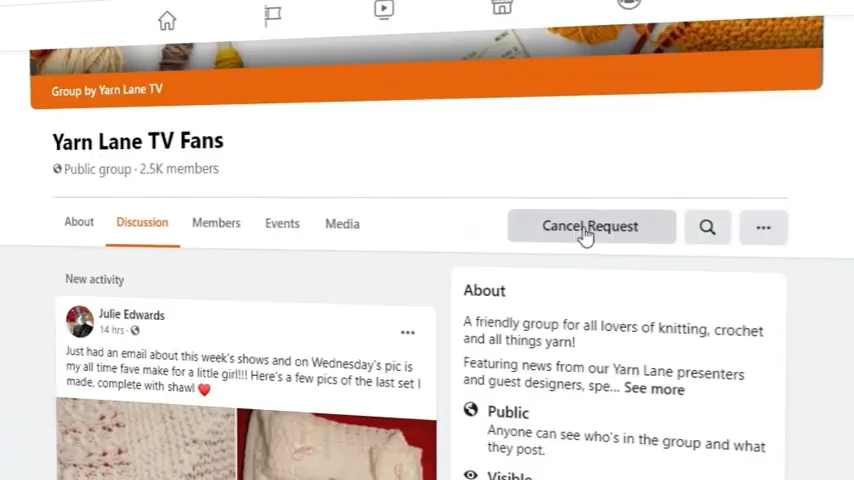 Group by Yarn Lane TV
Yarn Lane TV Fans
Public group · 2.5K members
About Discussion Members Events Media Cancel Request
New activity
Julie Edwards
14 hrs ·
Just had an email about this week's shows and on Wednesday's pic is
my all time fave make for a little girl!!!! Here's a few pics of the last set I
made, complete with shawl ❤️
About
A friendly group for all lovers of knitting, crochet
and all things yarn!
Featuring news from our Yarn Lane presenters
and guest designers, spe... See more
Public
Anyone can see who's in the group and what
they post.
Visible